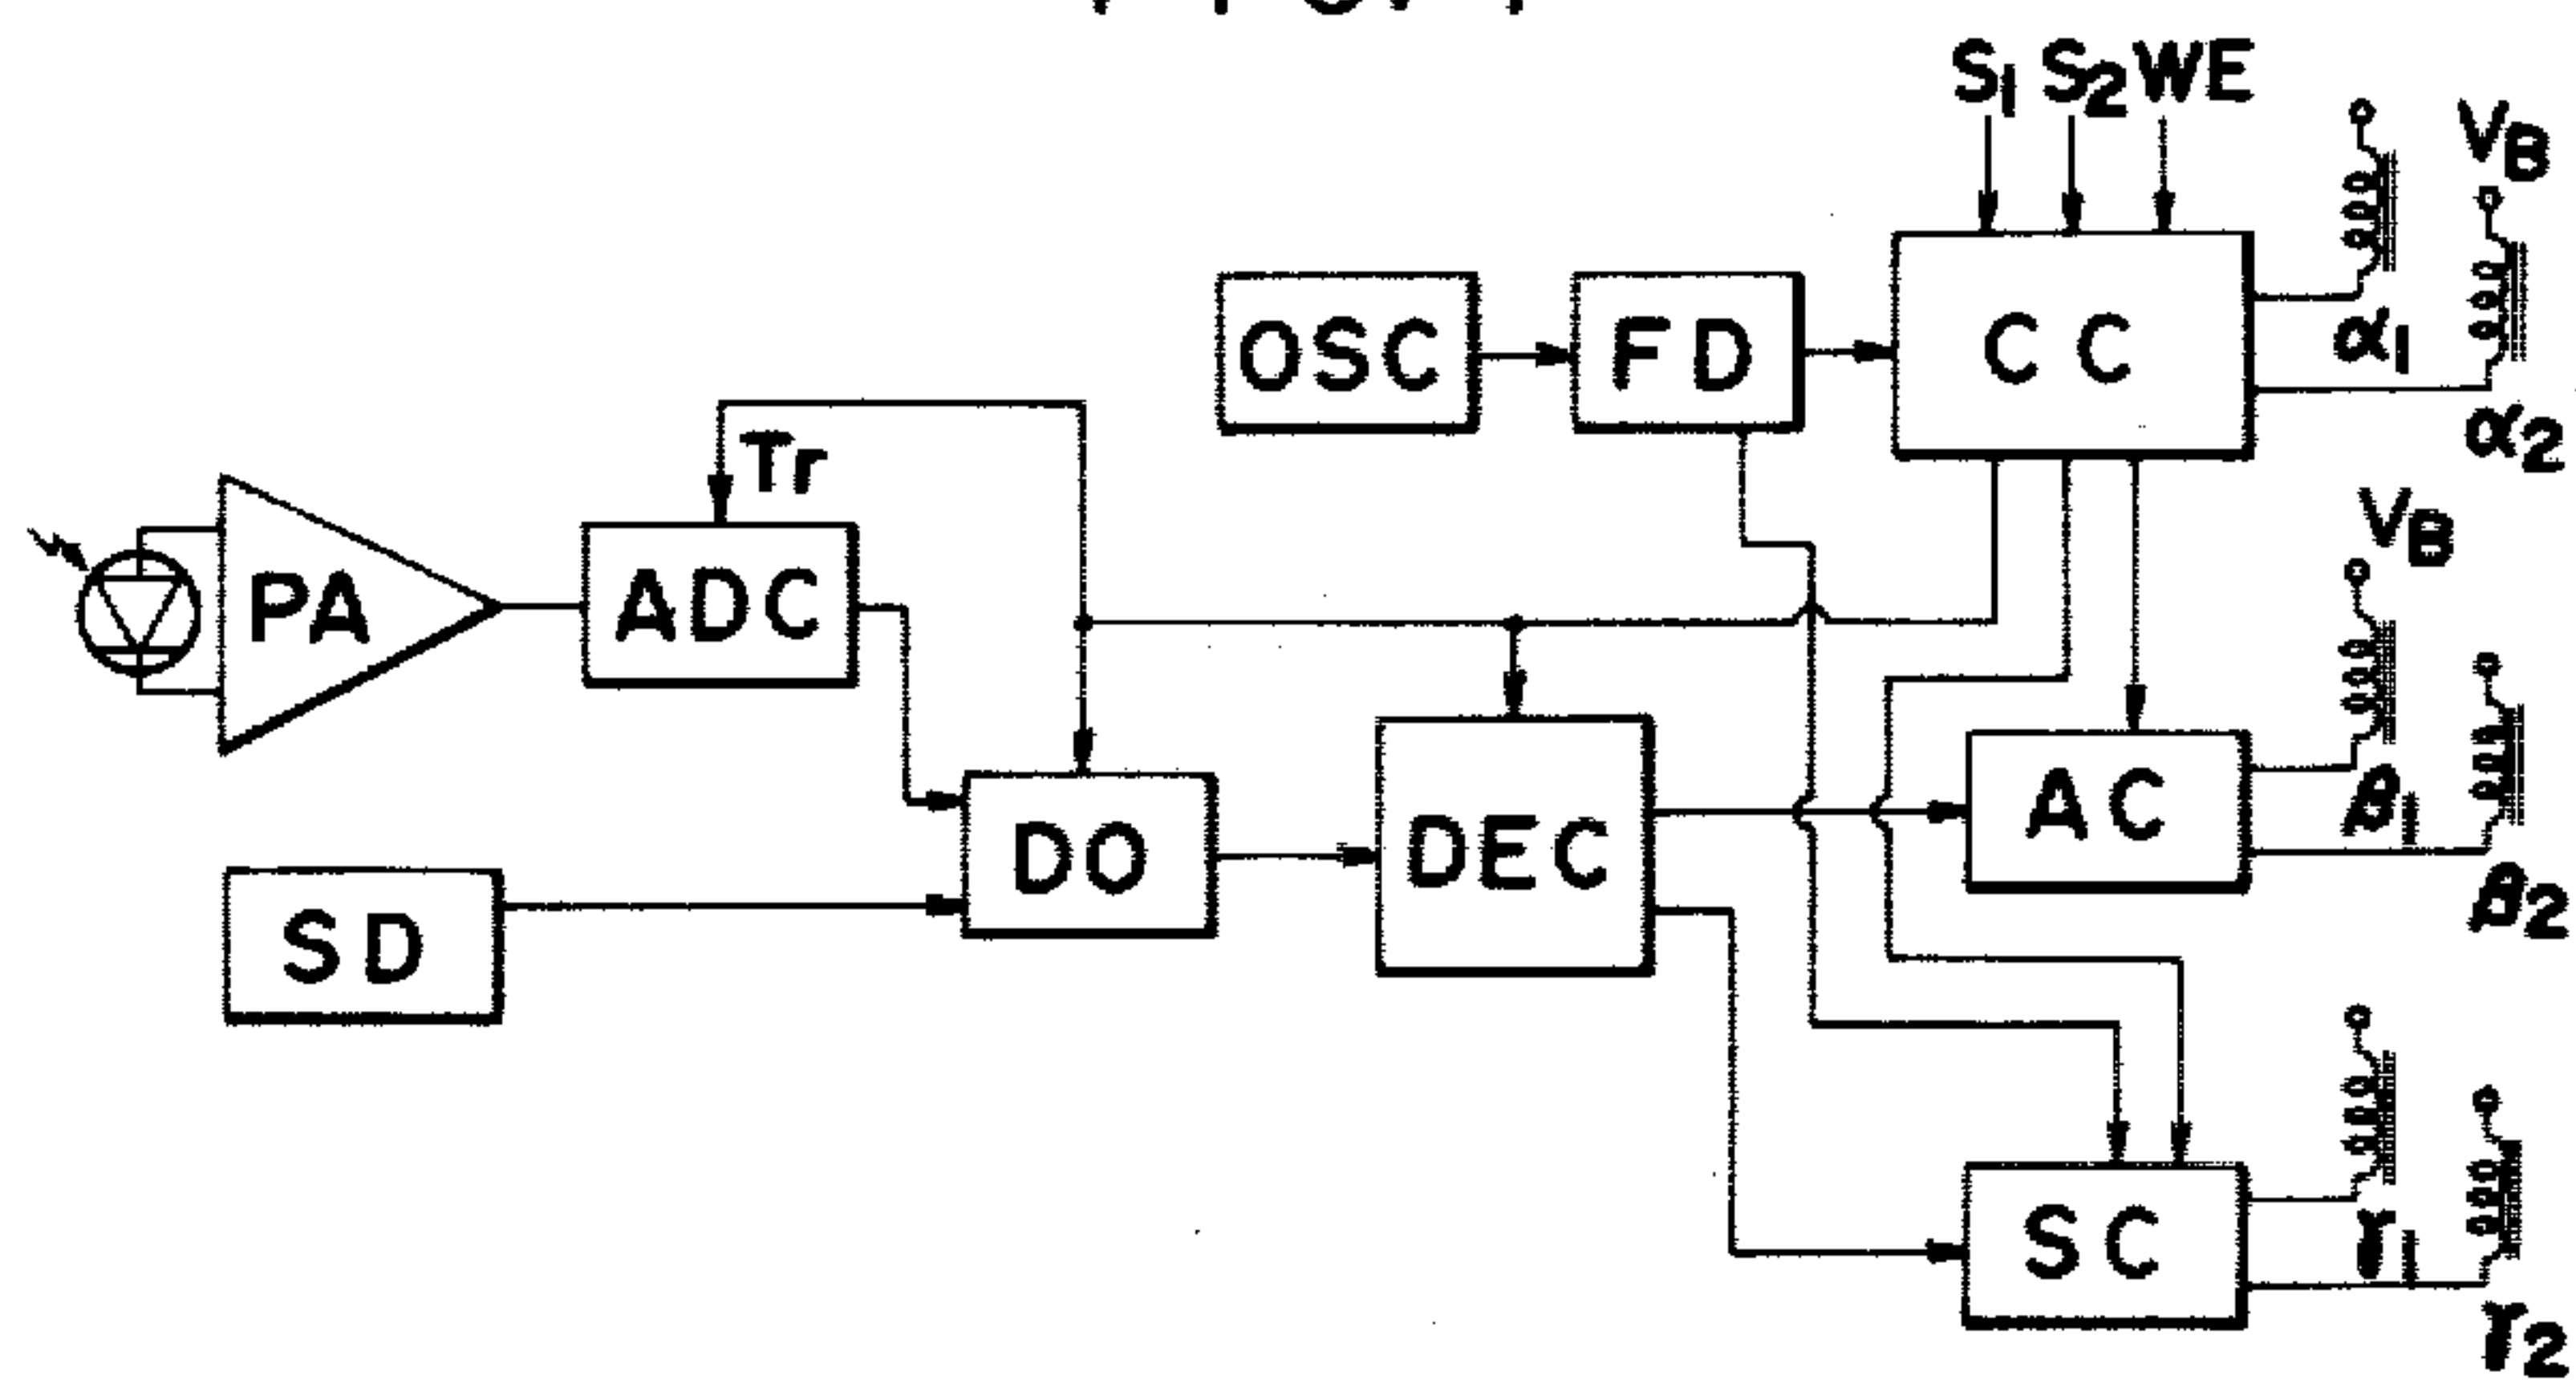 S1 S2 WE
VB
OSC
FD
CC
α1
α2
Tr
VB
PA
ADC
AC
β1
β2
DO
DEC
SD
SC
γ1
γ2